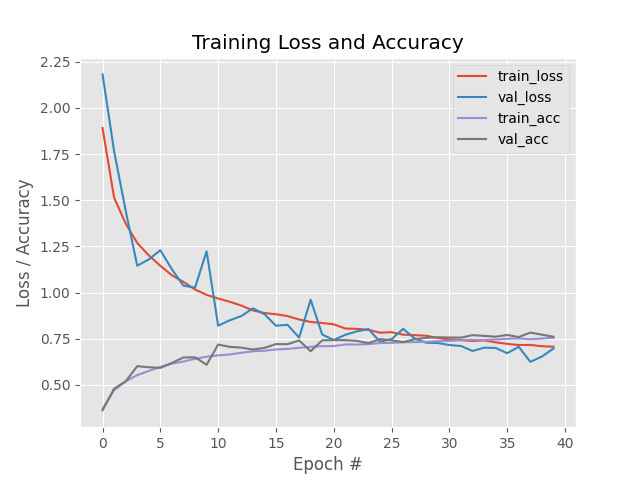 Training Loss and Accuracy
2.25
2.00
1.75
1.50
1.25
1.00
0.75
0.50
Loss / Accuracy
train_loss
val_loss
train_acc
val_acc
0 5 10 15 20 25 30 35 40
Epoch #